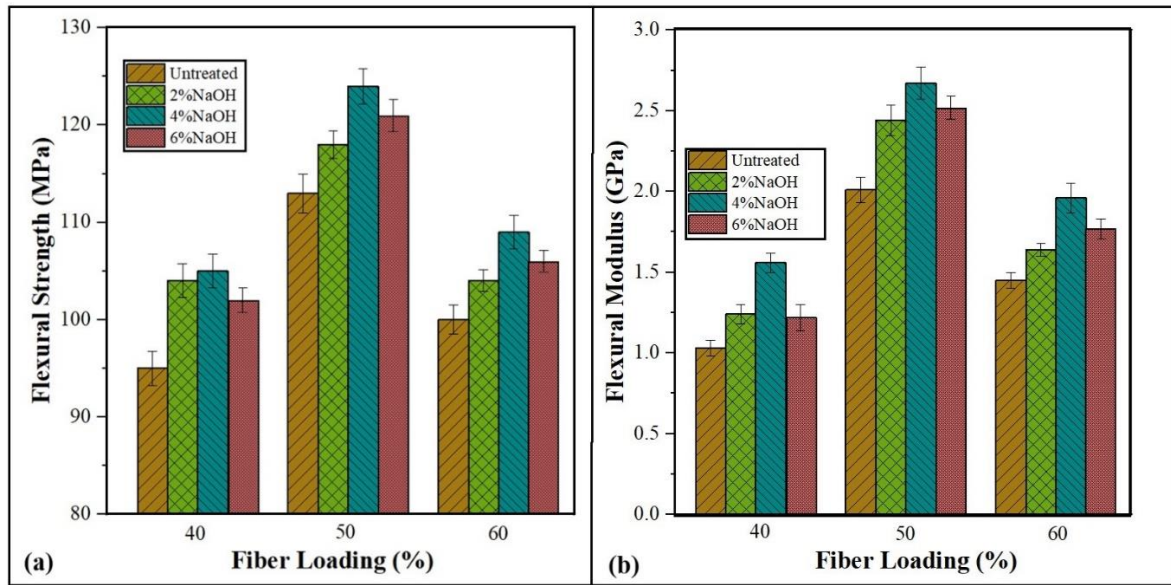 130
120
110
100
90
80
Flexural Strength (MPa)
Untreated
2%NaOH
4%NaOH
6%NaOH
40
50
60
(a)
Fiber Loading (%)
3.0
2.5
2.0
1.5
1.0
0.5
0.0
Flexural Modulus (GPa)
Untreated
2%NaOH
4%NaOH
6%NaOH
40
50
60
(b)
Fiber Loading (%)